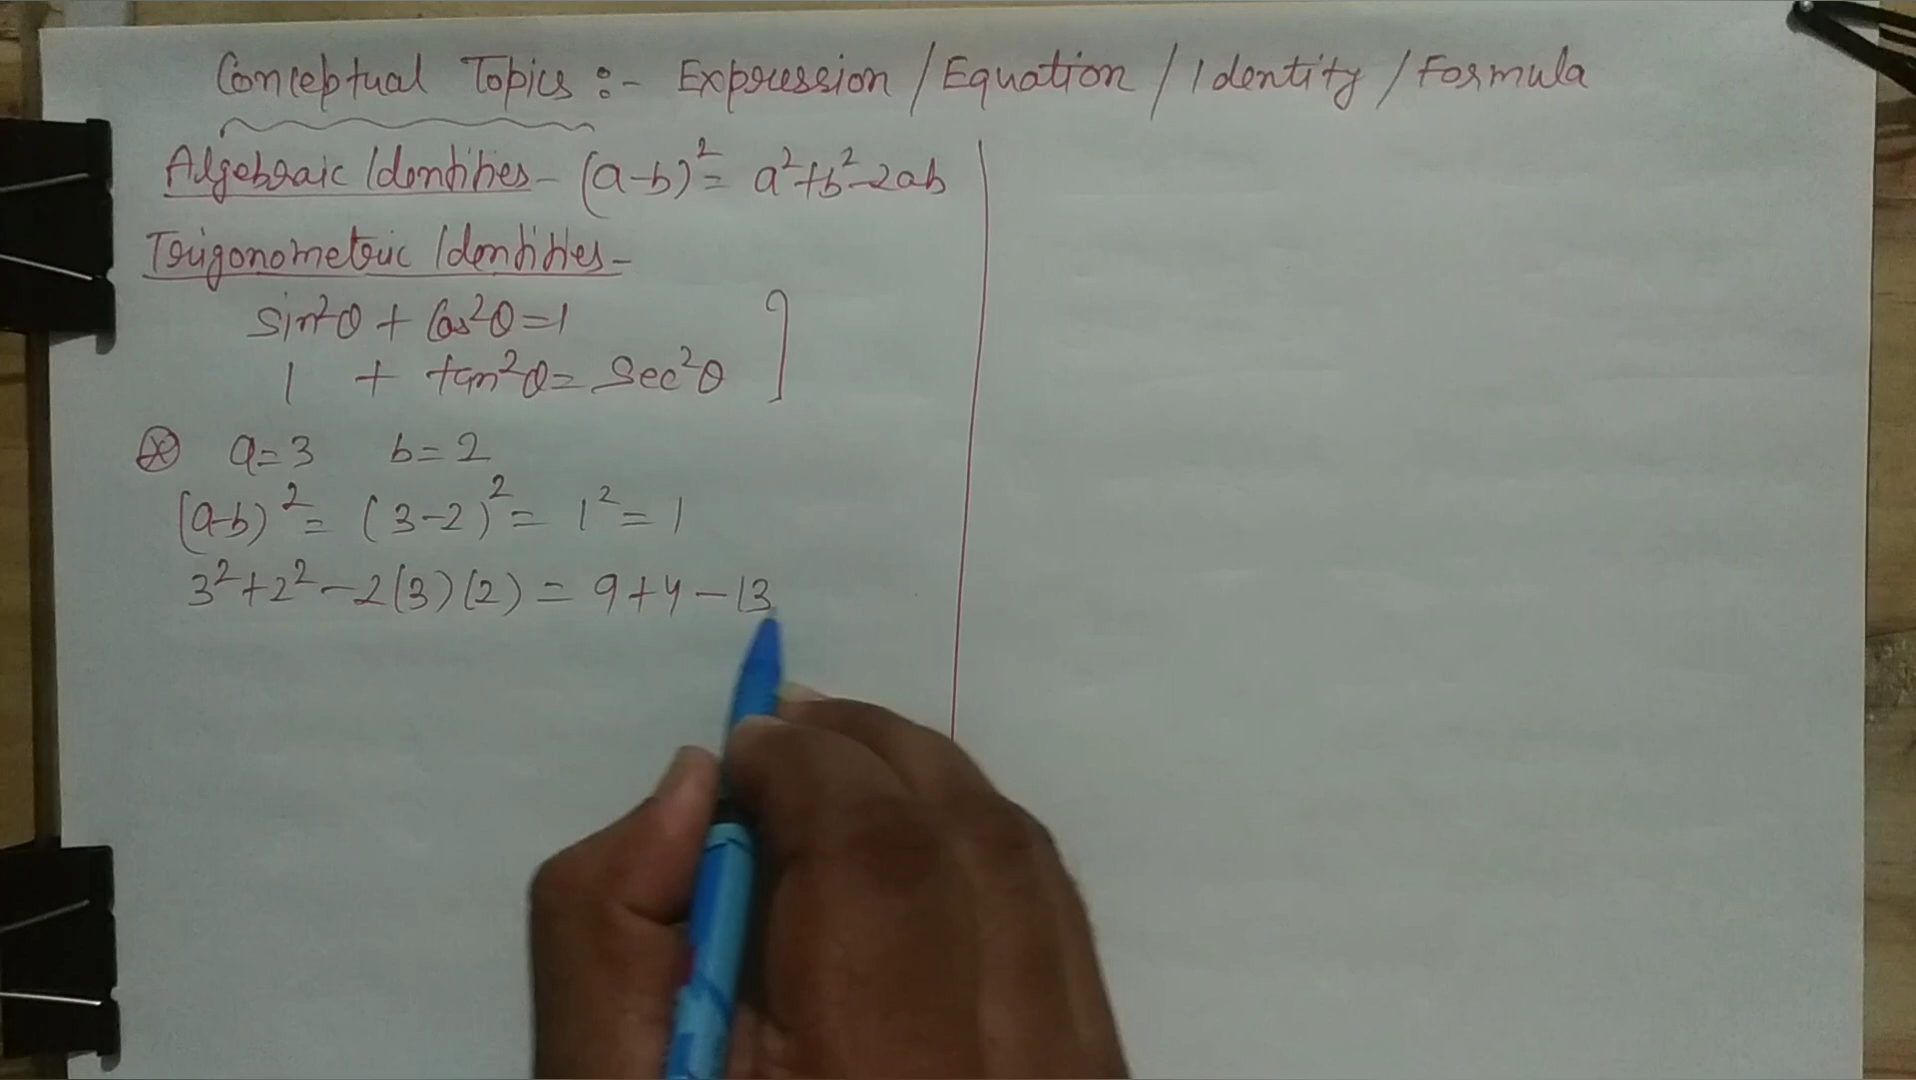 Conceptual Topics :- Expression / Equation / Identity / Formula
Algebraic Identities - (a-b)² = a²+b²-2ab
Trigonometric Identities -
sin²θ + Cos²θ = 1
1 + tan²θ = Sec²θ
a=3 b=2
(a-b)² = (3-2)² = 1² = 1
3²+2²-2(3)(2) = 9+4-13